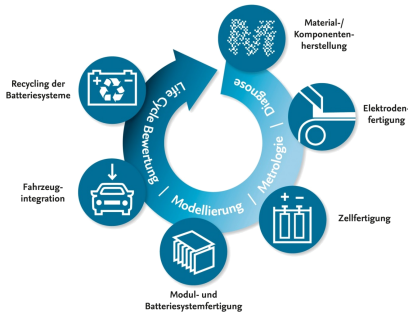 Material-/
Komponenten-
herstellung
Elektroden-
fertigung
Zellfertigung
Modul- und
Batteriesystemfertigung
Fahrzeug-
integration
Recycling der
Batteriesysteme
Life Cycle Bewertung | Modellierung | Metrologie | Diagnose